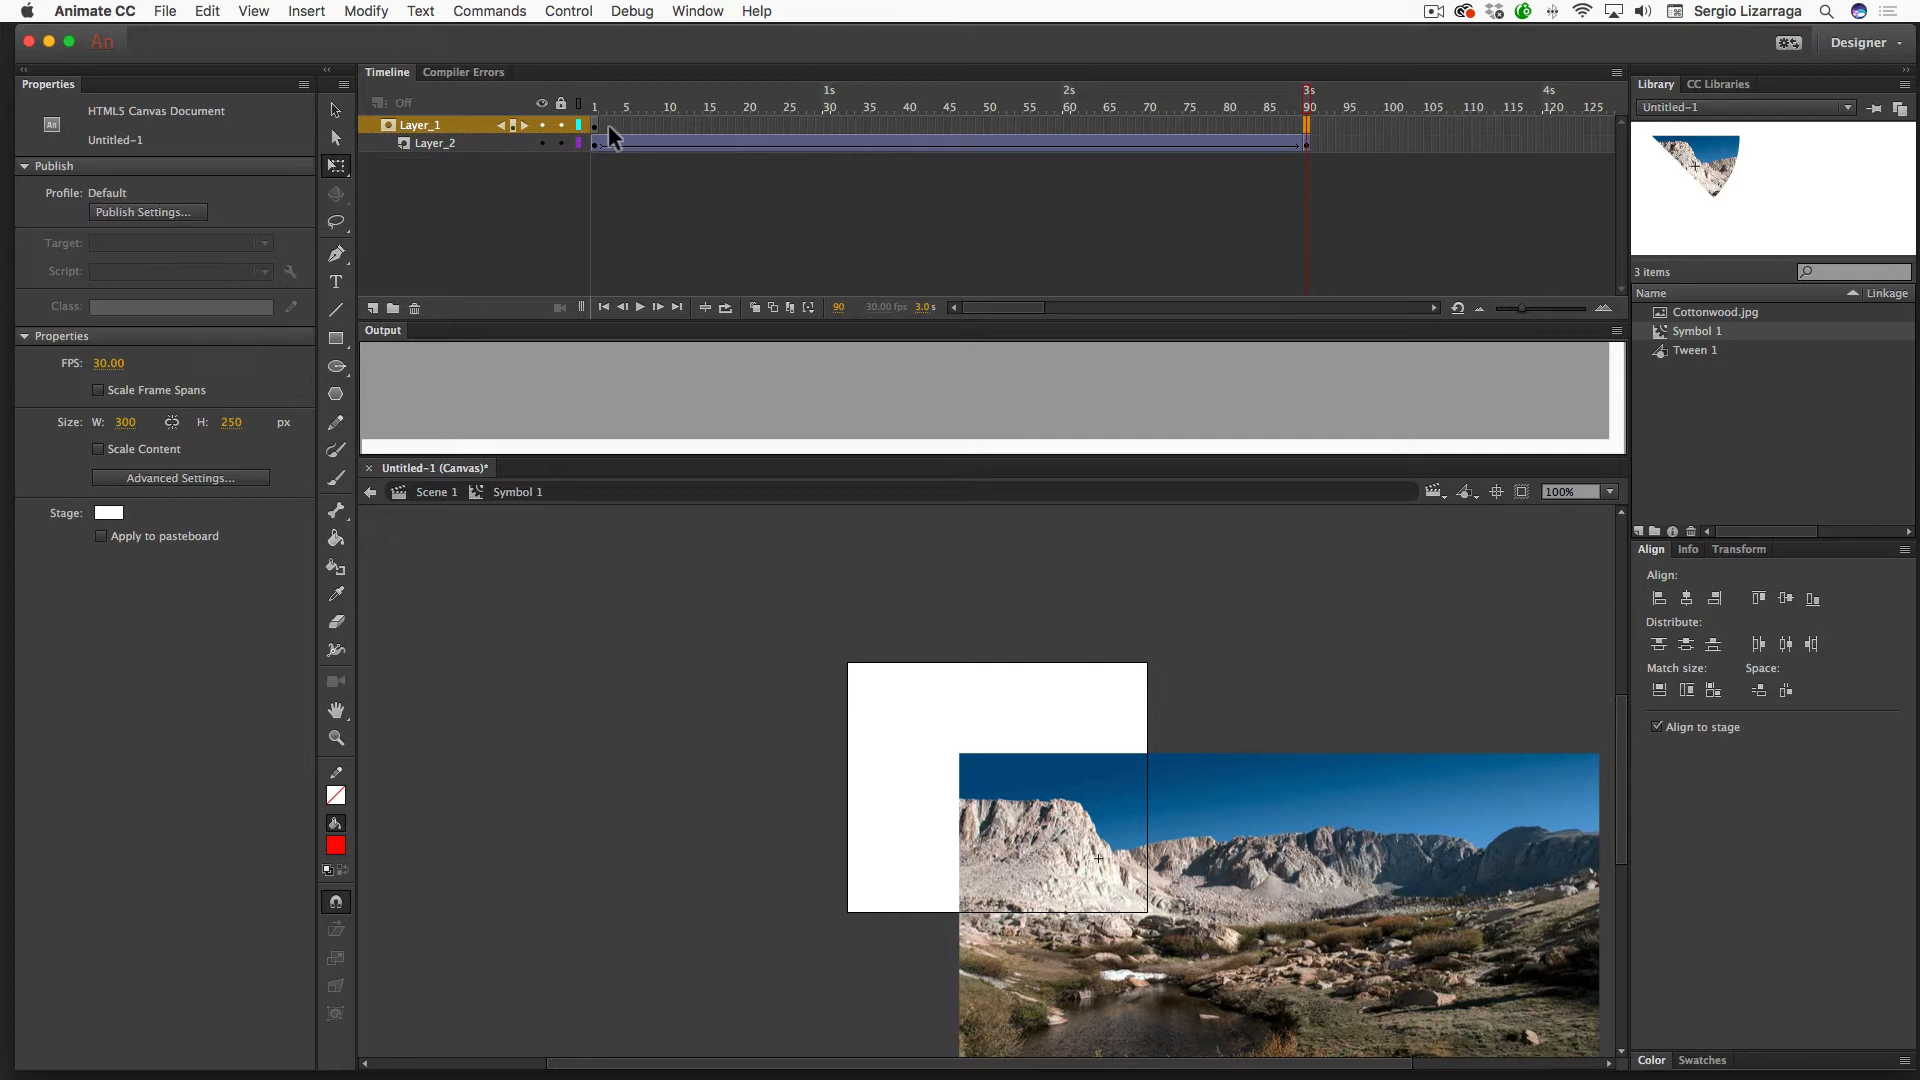 Animate CC File Edit View Insert Modify Text Commands Control Debug Window Help Sergio Lizarraga
An Designer
Properties
HTML5 Canvas Document
An
Untitled-1
Publish
Profile: Default
Publish Settings...
Target:
Script:
Class:
Properties
FPS: 30.00
Scale Frame Spans
Size: W: 300 H: 250 px
Scale Content
Advanced Settings...
Stage:
Apply to pasteboard
T
Timeline Compiler Errors
1s 2s 3s 4s
Off 1 5 10 15 20 25 30 35 40 45 50 55 60 65 70 75 80 85 90 95 100 105 110 115 120 125
Layer_1
Layer_2
90 30.00 fps 3.0 s
Output
Untitled-1 (Canvas)*
Scene 1 Symbol 1 100%
Library CC Libraries
Untitled-1
3 items
Name Linkage
Cottonwood.jpg
Symbol 1
Tween 1
Align Info Transform
Align:
Distribute:
Match size: Space:
Align to stage
Color Swatches